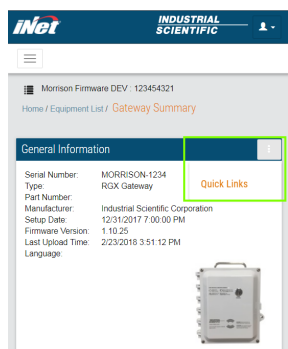 iNet
INDUSTRIAL
SCIENTIFIC
Morrison Firmware DEV : 123454321
Home / Equipment List / Gateway Summary
General Information
Serial Number: MORRISON-1234
Quick Links
Type: RGX Gateway
Part Number:
Manufacturer: Industrial Scientific Corporation
Setup Date: 12/31/2017 7:00:00 PM
Firmware Version: 1.10.25
Last Upload Time: 2/23/2018 3:51:12 PM
Language: